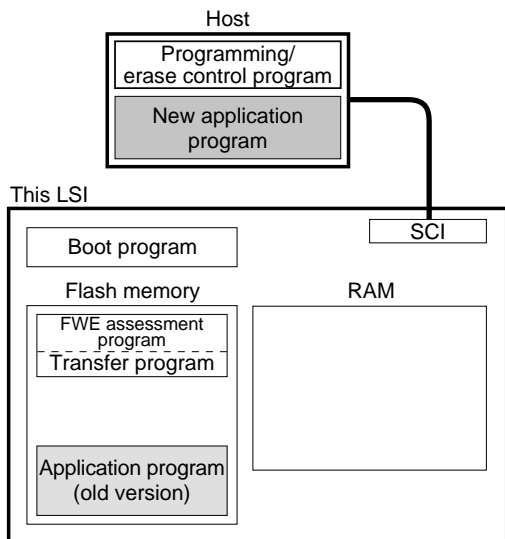 Host
Programming/
erase control program
New application
program
This LSI
SCI
Boot program
Flash memory
RAM
FWE assessment
program
Transfer program
Application program
(old version)